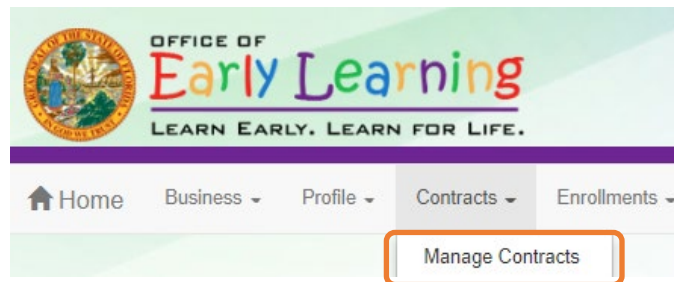 OFFICE OF
Early Learning
LEARN EARLY. LEARN FOR LIFE.
Home Business Profile Contracts Enrollments
Manage Contracts